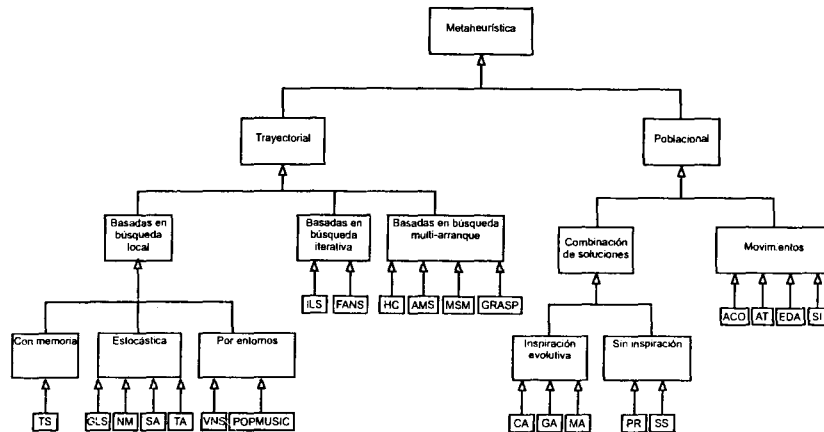 Metaheurística
Trayectorial
Poblacional
Basadas en
búsqueda
local
Basadas en
búsqueda
iterativa
Basadas en búsqueda
multi-arranque
Combinación
de soluciones
Movimientos
ILS
FANS
HC
AMS
MSM
GRASP
ACO
AT
EDA
SI
Con memoria
Estocástica
Por entornos
Inspiración
evolutiva
Sin inspiración
TS
GLS
NM
SA
TA
VNS
POPMUSIC
CA
GA
MA
PR
SS